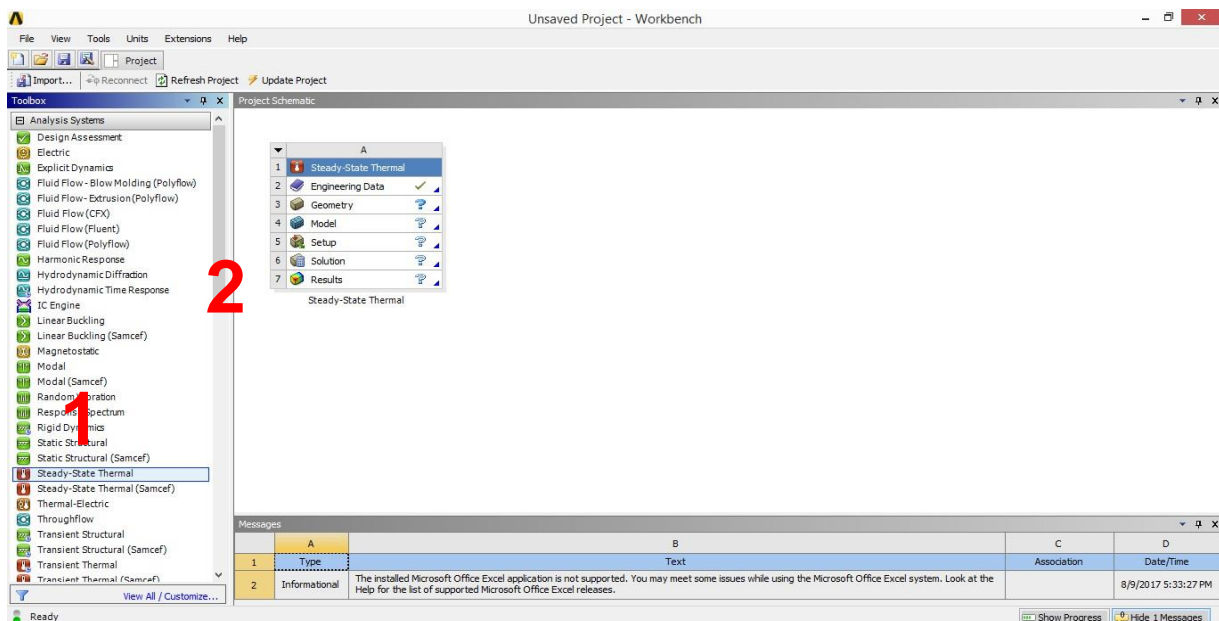 Unsaved Project - Workbench
File View Tools Units Extensions Help
Project
Import... Reconnect Refresh Project Update Project
Toolbox
Project Schematic
Analysis Systems
Design Assessment
Electric
Explicit Dynamics
Fluid Flow - Blow Molding (Polyflow)
Fluid Flow - Extrusion (Polyflow)
Fluid Flow (CFX)
Fluid Flow (Fluent)
Fluid Flow (Polyflow)
Harmonic Response
Hydrodynamic Diffraction
Hydrodynamic Time Response
IC Engine
Linear Buckling
Linear Buckling (Samcef)
Magnetostatic
Modal
Modal (Samcef)
Random Vibration
Response Spectrum
Rigid Dynamics
Static Structural
Static Structural (Samcef)
Steady-State Thermal
Steady-State Thermal (Samcef)
Thermal-Electric
Throughflow
Transient Structural
Transient Structural (Samcef)
Transient Thermal
Transient Thermal (Samcef)
View All / Customize...
1
2
A
1 Steady-State Thermal
2 Engineering Data
3 Geometry ?
4 Model ?
5 Setup ?
6 Solution ?
7 Results ?
Steady-State Thermal
Messages
A B C D
1 Type Text Association Date/Time
2 Informational The installed Microsoft Office Excel application is not supported. You may meet some issues while using the Microsoft Office Excel system. Look at the
Help for the list of supported Microsoft Office Excel releases.
8/9/2017 5:33:27 PM
Ready
Show Progress Hide 1 Messages